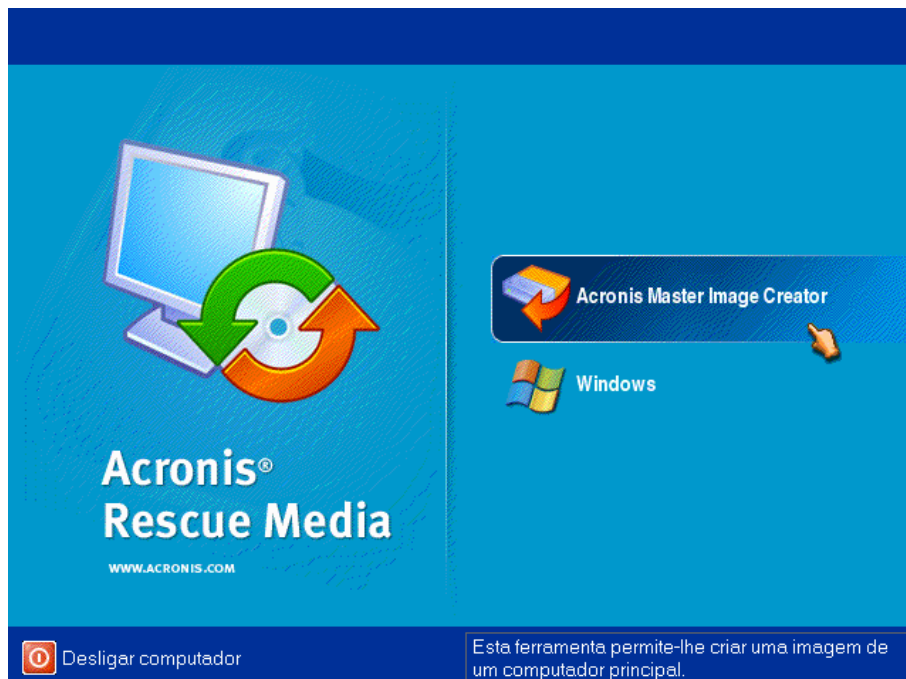 Acronis Master Image Creator
Windows
Acronis®
Rescue Media
WWW.ACRONIS.COM
Desligar computador
Esta ferramenta permite-lhe criar uma imagem de
um computador principal.